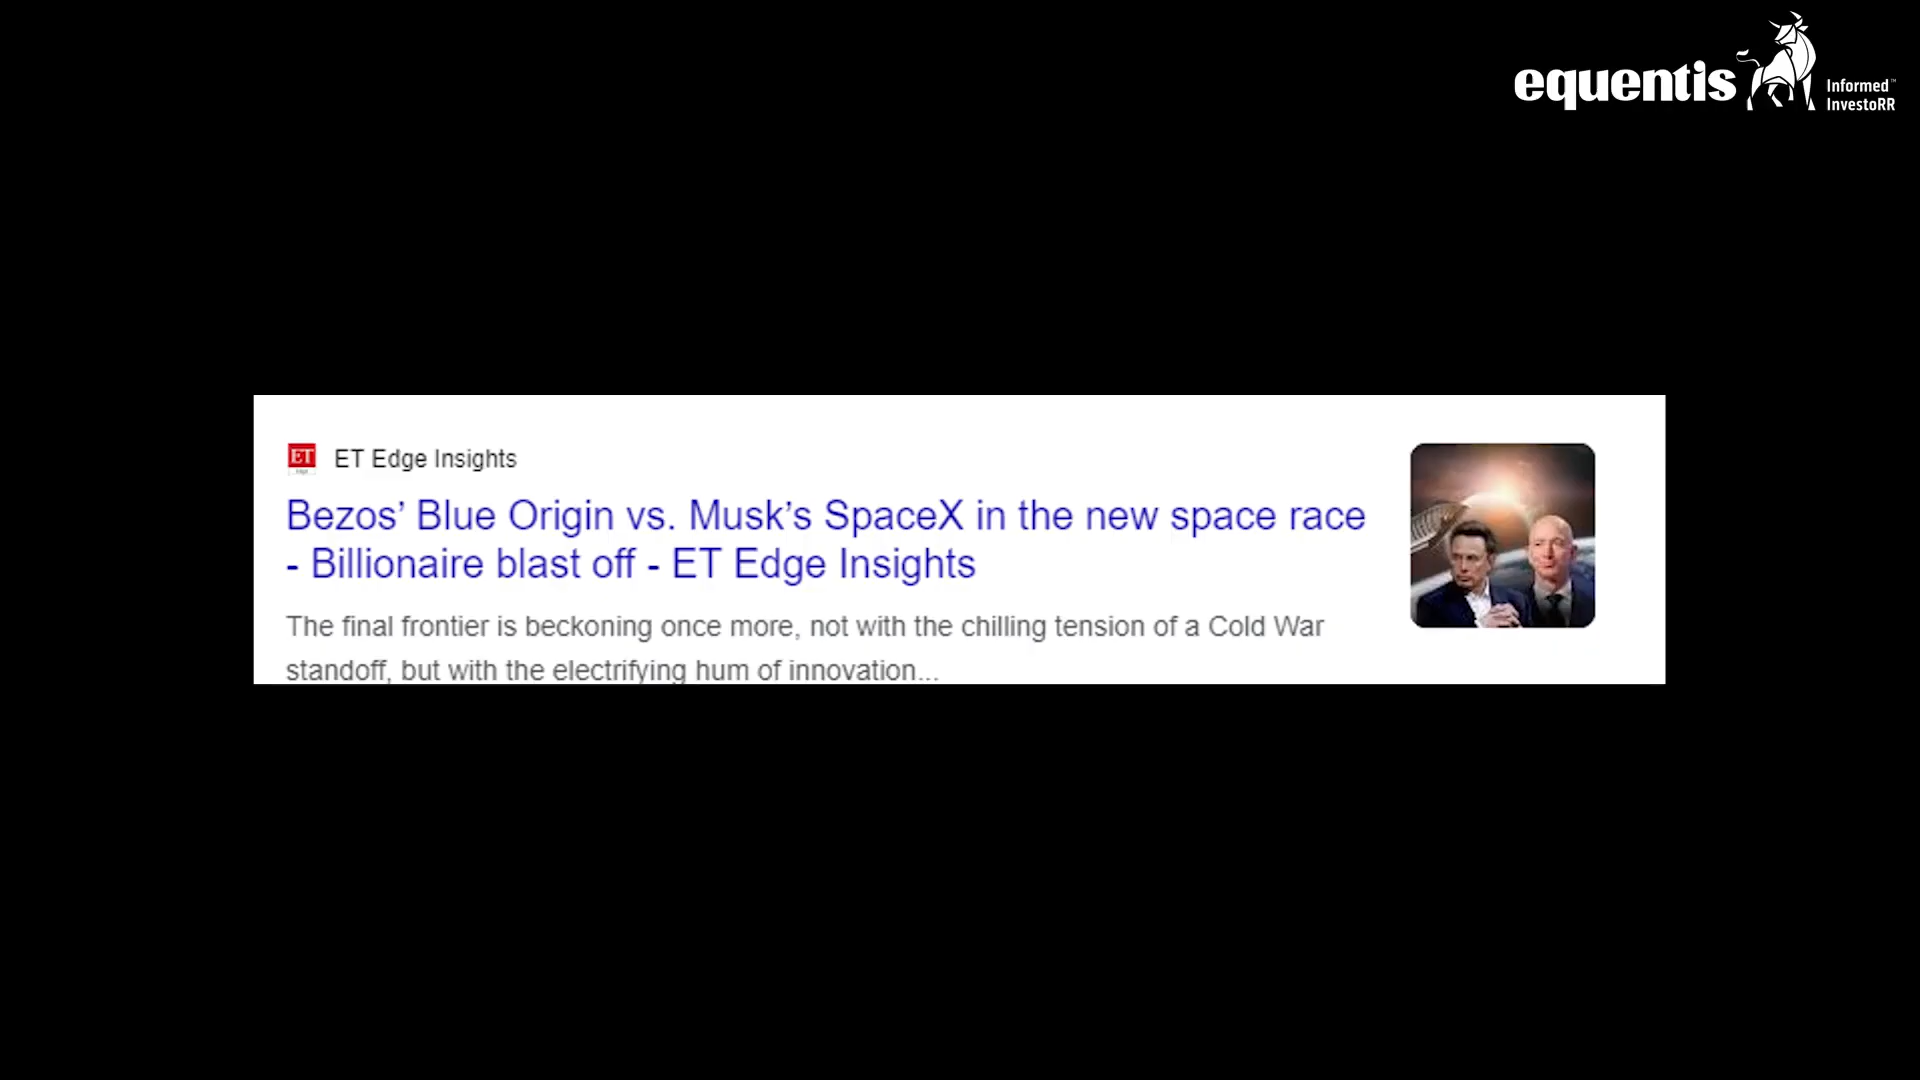 equentis
Informed™
InvestoRR
ET
ET Edge Insights
Bezos’ Blue Origin vs. Musk’s SpaceX in the new space race
- Billionaire blast off - ET Edge Insights
The final frontier is beckoning once more, not with the chilling tension of a Cold War
standoff, but with the electrifying hum of innovation...